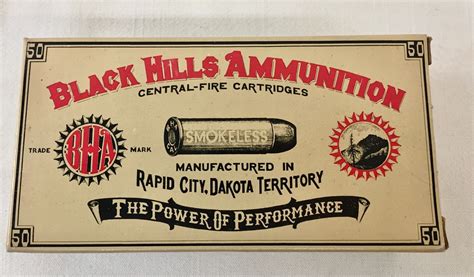 50 50
BLACK HILLS AMMUNITION
CENTRAL-FIRE CARTRIDGES
SMOKELESS
TRADE BHA MARK
MANUFACTURED IN
RAPID CITY, DAKOTA TERRITORY
THE POWER OF PERFORMANCE
50 50